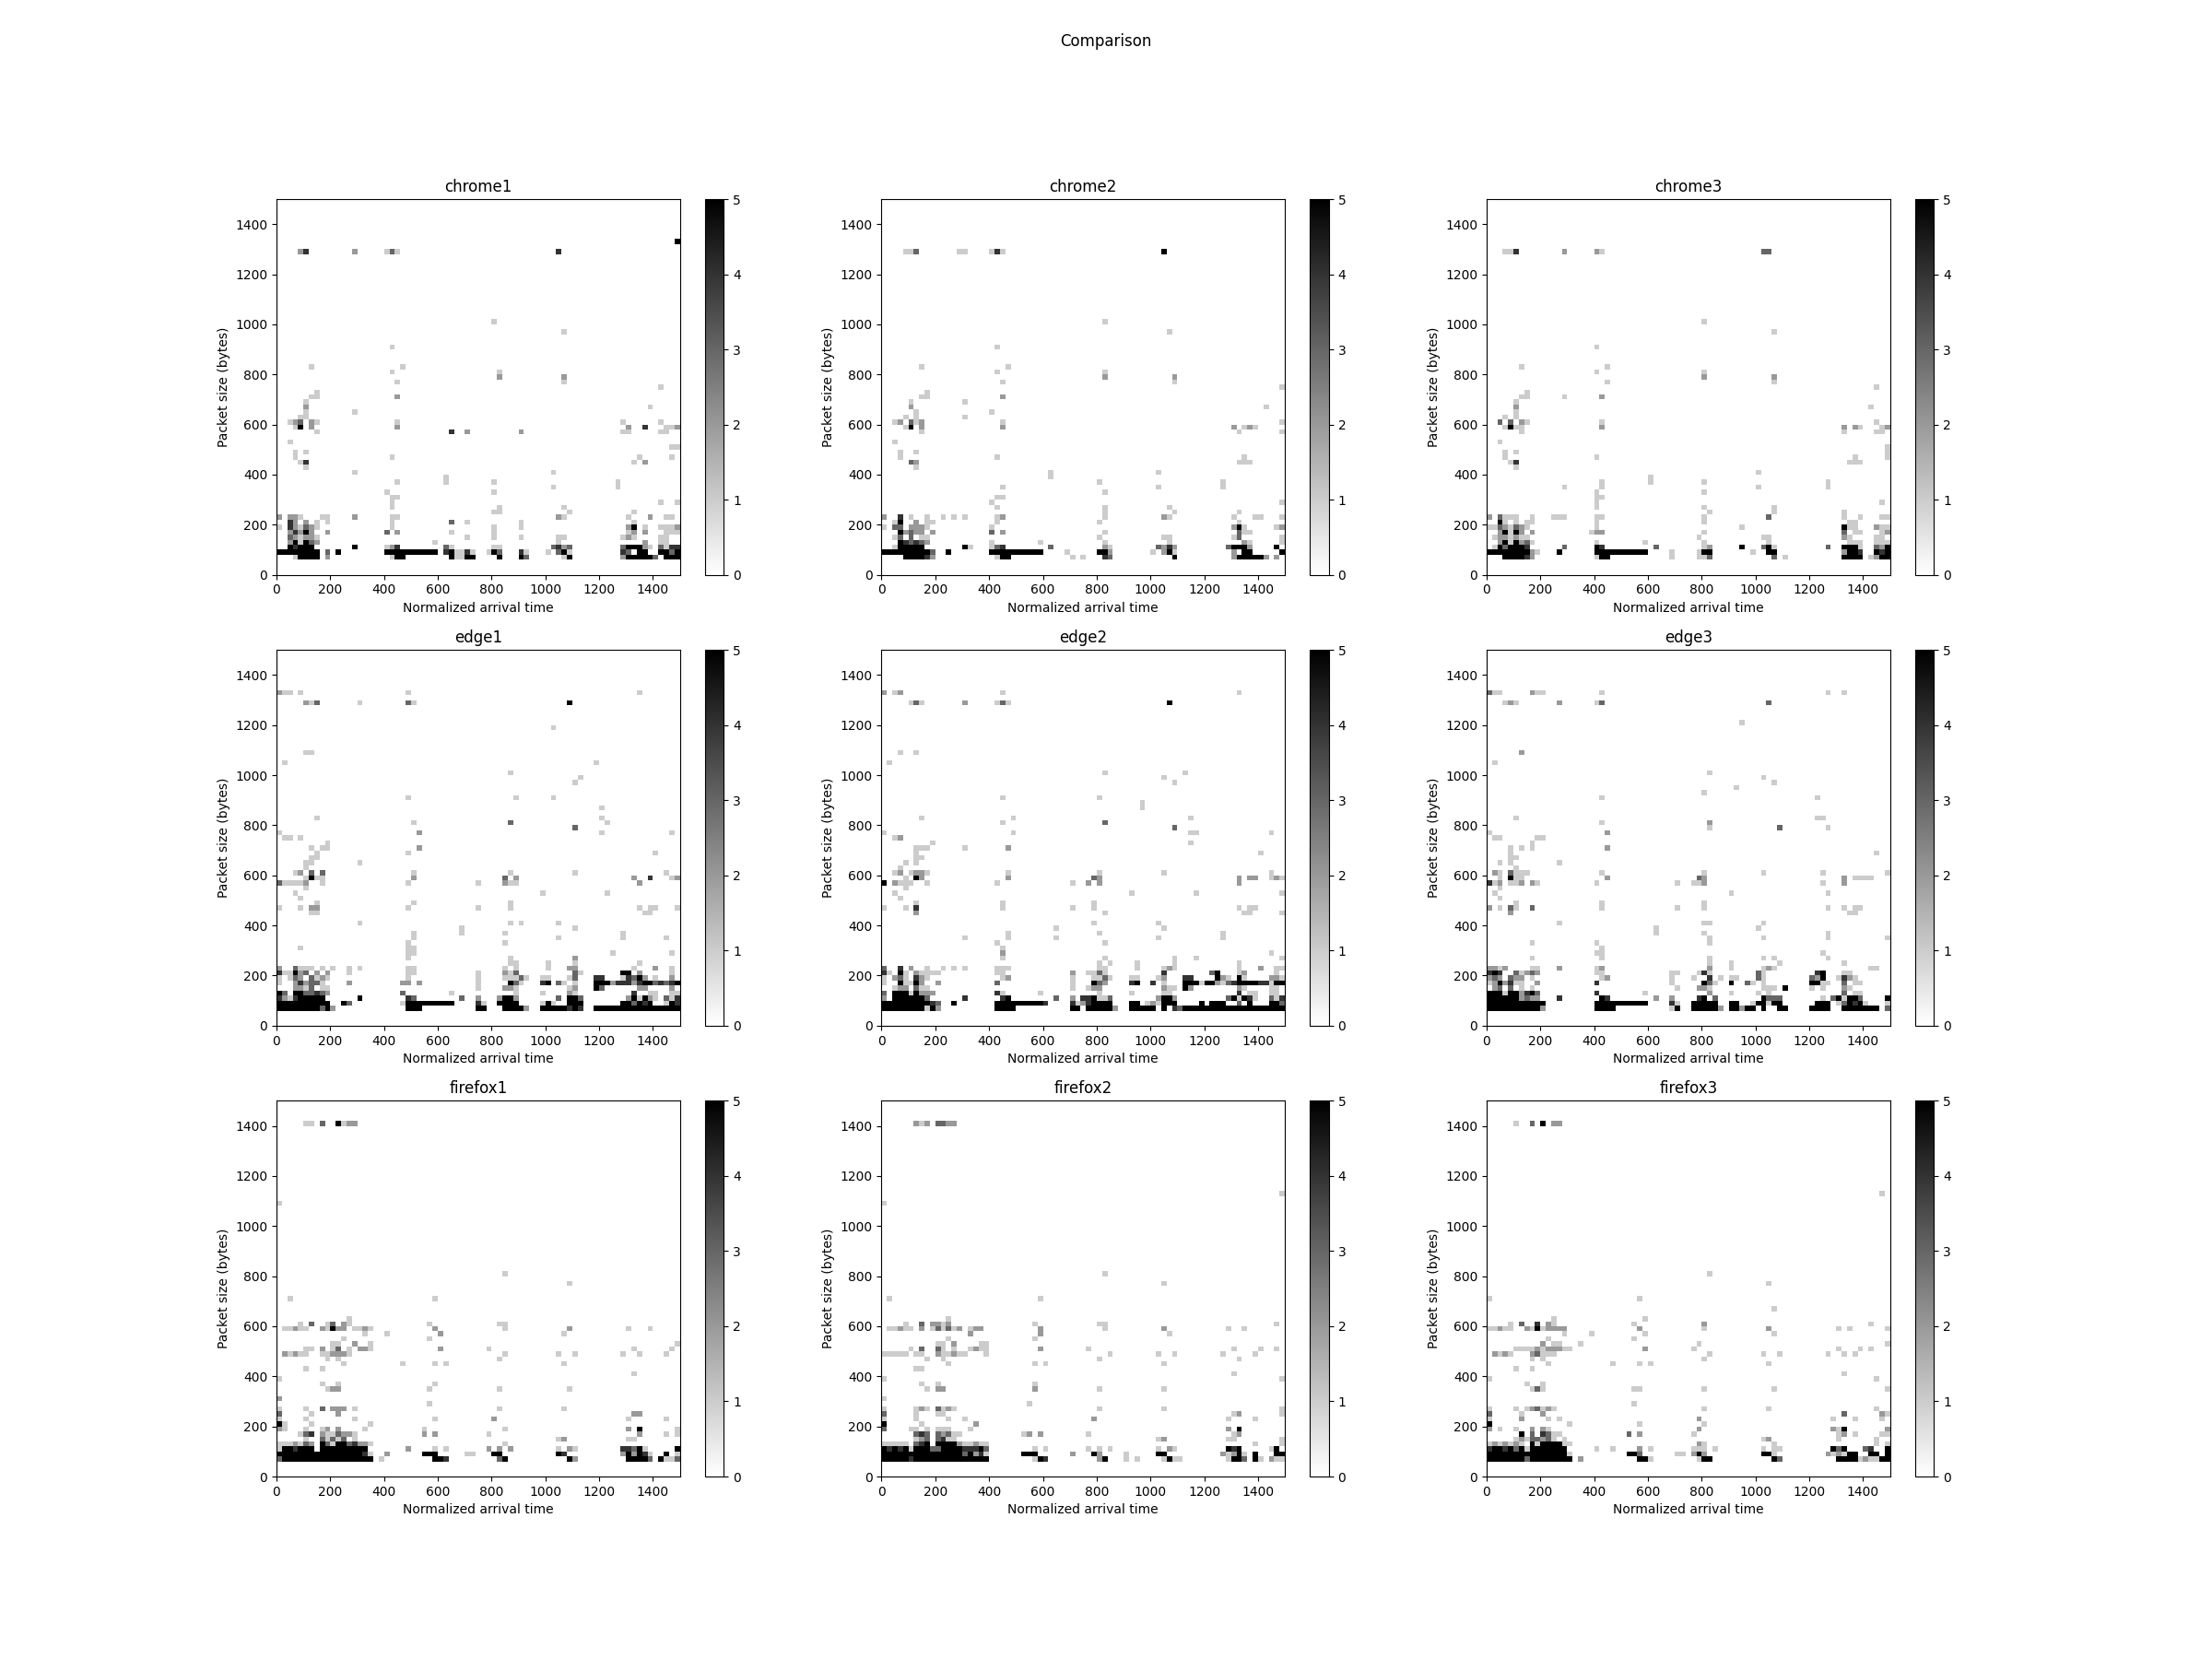 Comparison
chrome1 chrome2 chrome3
1400 5 1400 5 1400 5
1200 4 1200 4 1200 4
1000 1000 1000
800 3 800 3 800 3
Packet size (bytes) Packet size (bytes) Packet size (bytes)
600 2 600 2 600 2
400 400 400
200 1 200 1 200 1
0 0 0 0 0 0
0 200 400 600 800 1000 1200 1400 0 200 400 600 800 1000 1200 1400 0 200 400 600 800 1000 1200 1400
Normalized arrival time Normalized arrival time Normalized arrival time
edge1 edge2 edge3
1400 5 1400 5 1400 5
1200 4 1200 4 1200 4
1000 1000 1000
800 3 800 3 800 3
Packet size (bytes) Packet size (bytes) Packet size (bytes)
600 2 600 2 600 2
400 400 400
200 1 200 1 200 1
0 0 0 0 0 0
0 200 400 600 800 1000 1200 1400 0 200 400 600 800 1000 1200 1400 0 200 400 600 800 1000 1200 1400
Normalized arrival time Normalized arrival time Normalized arrival time
firefox1 firefox2 firefox3
1400 5 1400 5 1400 5
1200 4 1200 4 1200 4
1000 1000 1000
800 3 800 3 800 3
Packet size (bytes) Packet size (bytes) Packet size (bytes)
600 2 600 2 600 2
400 400 400
200 1 200 1 200 1
0 0 0 0 0 0
0 200 400 600 800 1000 1200 1400 0 200 400 600 800 1000 1200 1400 0 200 400 600 800 1000 1200 1400
Normalized arrival time Normalized arrival time Normalized arrival time